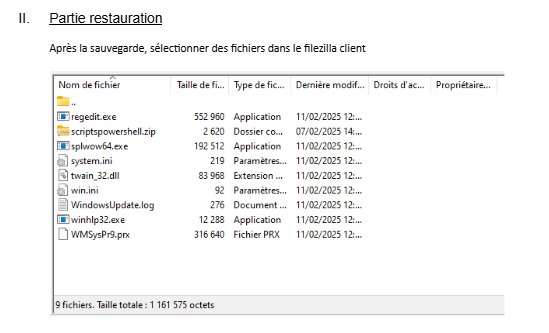 II. Partie restauration
Après la sauvegarde, sélectionner des fichiers dans le filezilla client
Nom de fichier Taille de fi... Type de fic... Dernière modif... Droits d'ac... Propriétaire...
..
regedit.exe 552 960 Application 11/02/2025 12:...
scriptspowershell.zip 2 620 Dossier co... 07/02/2025 14:...
splwow64.exe 192 512 Application 11/02/2025 12:...
system.ini 219 Paramètres... 11/02/2025 12:...
twain_32.dll 83 968 Extension ... 11/02/2025 12:...
win.ini 92 Paramètres... 11/02/2025 12:...
WindowsUpdate.log 276 Document ... 11/02/2025 12:...
winhlp32.exe 12 288 Application 11/02/2025 12:...
WMSysPr9.prx 316 640 Fichier PRX 11/02/2025 12:...
9 fichiers. Taille totale : 1 161 575 octets